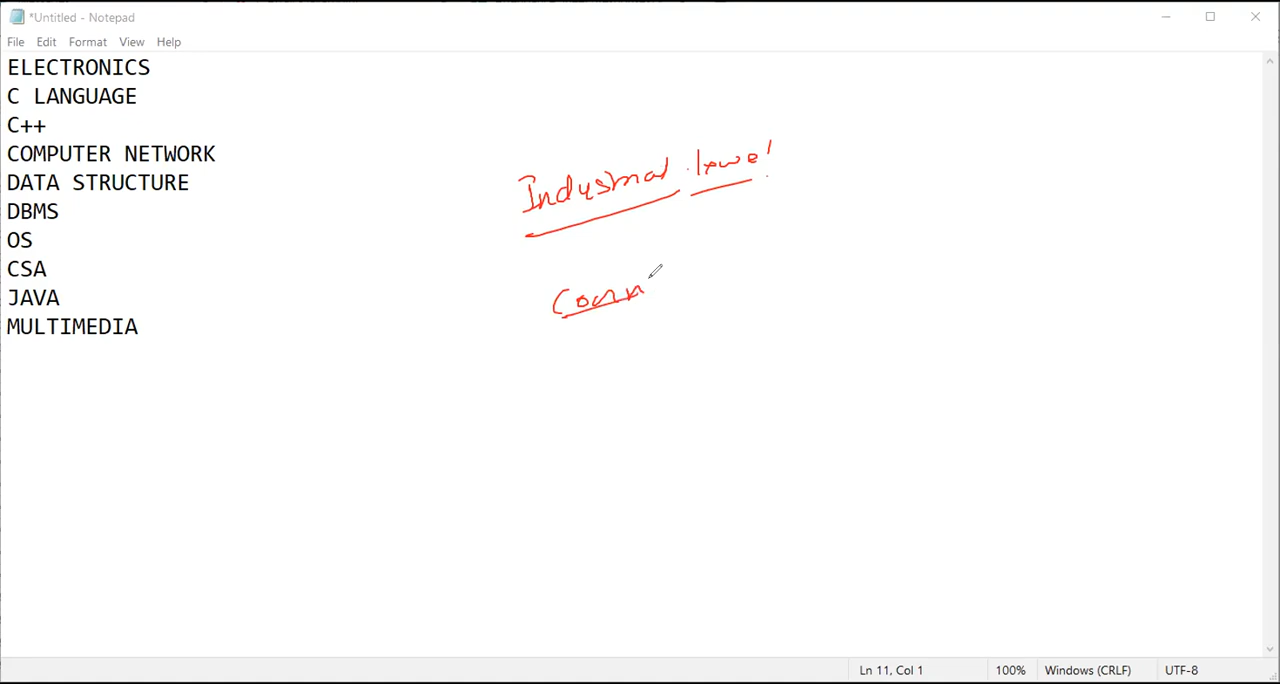 *Untitled - Notepad
File Edit Format View Help
ELECTRONICS
C LANGUAGE
C++
COMPUTER NETWORK
DATA STRUCTURE
DBMS
OS
CSA
JAVA
MULTIMEDIA
Industrial level
Ln 11, Col 1 100% Windows (CRLF) UTF-8